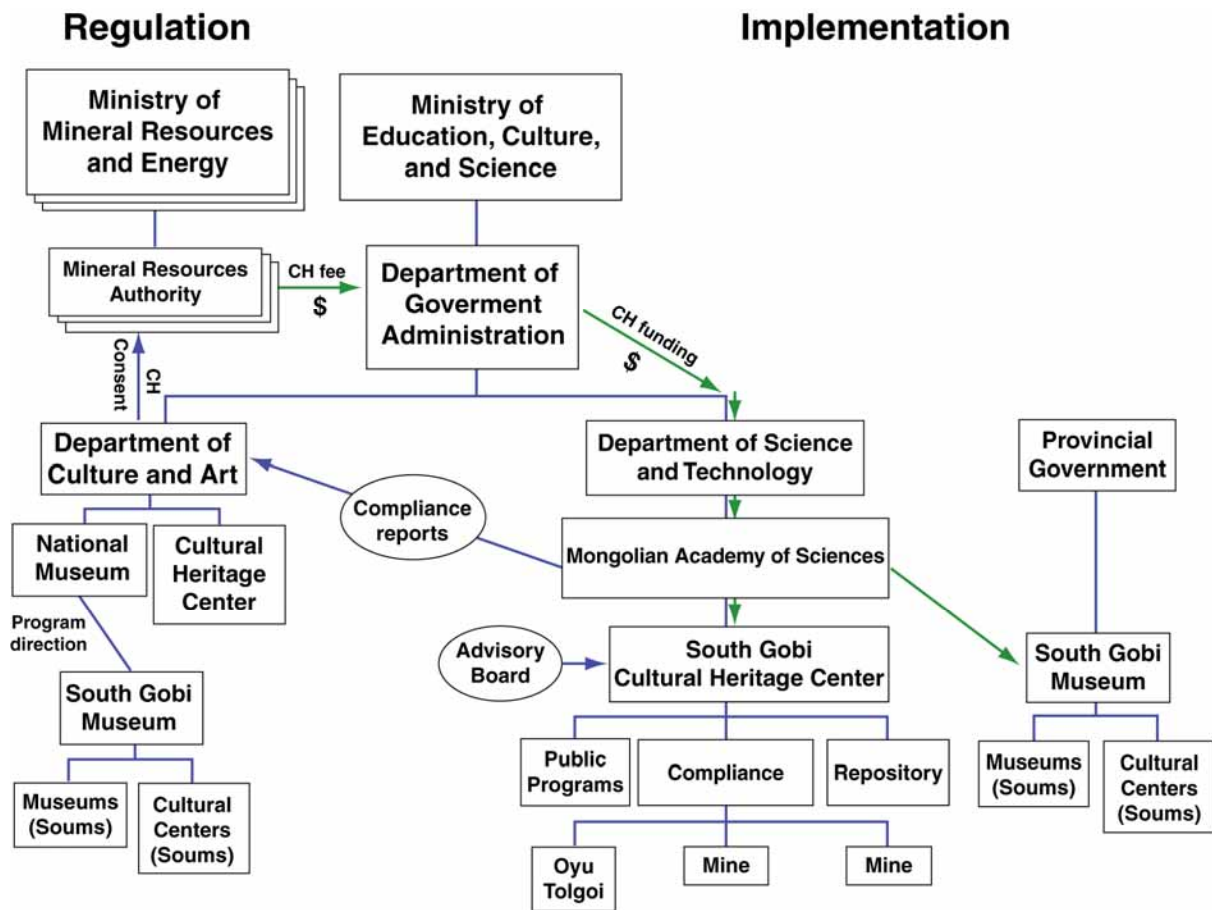 Regulation
Implementation
Ministry of
Mineral Resources
and Energy
Ministry of
Education, Culture,
and Science
Mineral Resources
Authority
CH fee
$
Department of
Goverment
Administration
CH funding
$
Consent
CH
Department of
Culture and Art
Compliance
reports
Department of Science
and Technology
Provincial
Government
National
Museum
Cultural
Heritage
Center
Mongolian Academy of Sciences
Program
direction
Advisory
Board
South Gobi
Cultural Heritage Center
South Gobi
Museum
South Gobi
Museum
Public
Programs
Compliance
Repository
Museums
(Soums)
Cultural
Centers
(Soums)
Museums
(Soums)
Cultural
Centers
(Soums)
Oyu
Tolgoi
Mine
Mine